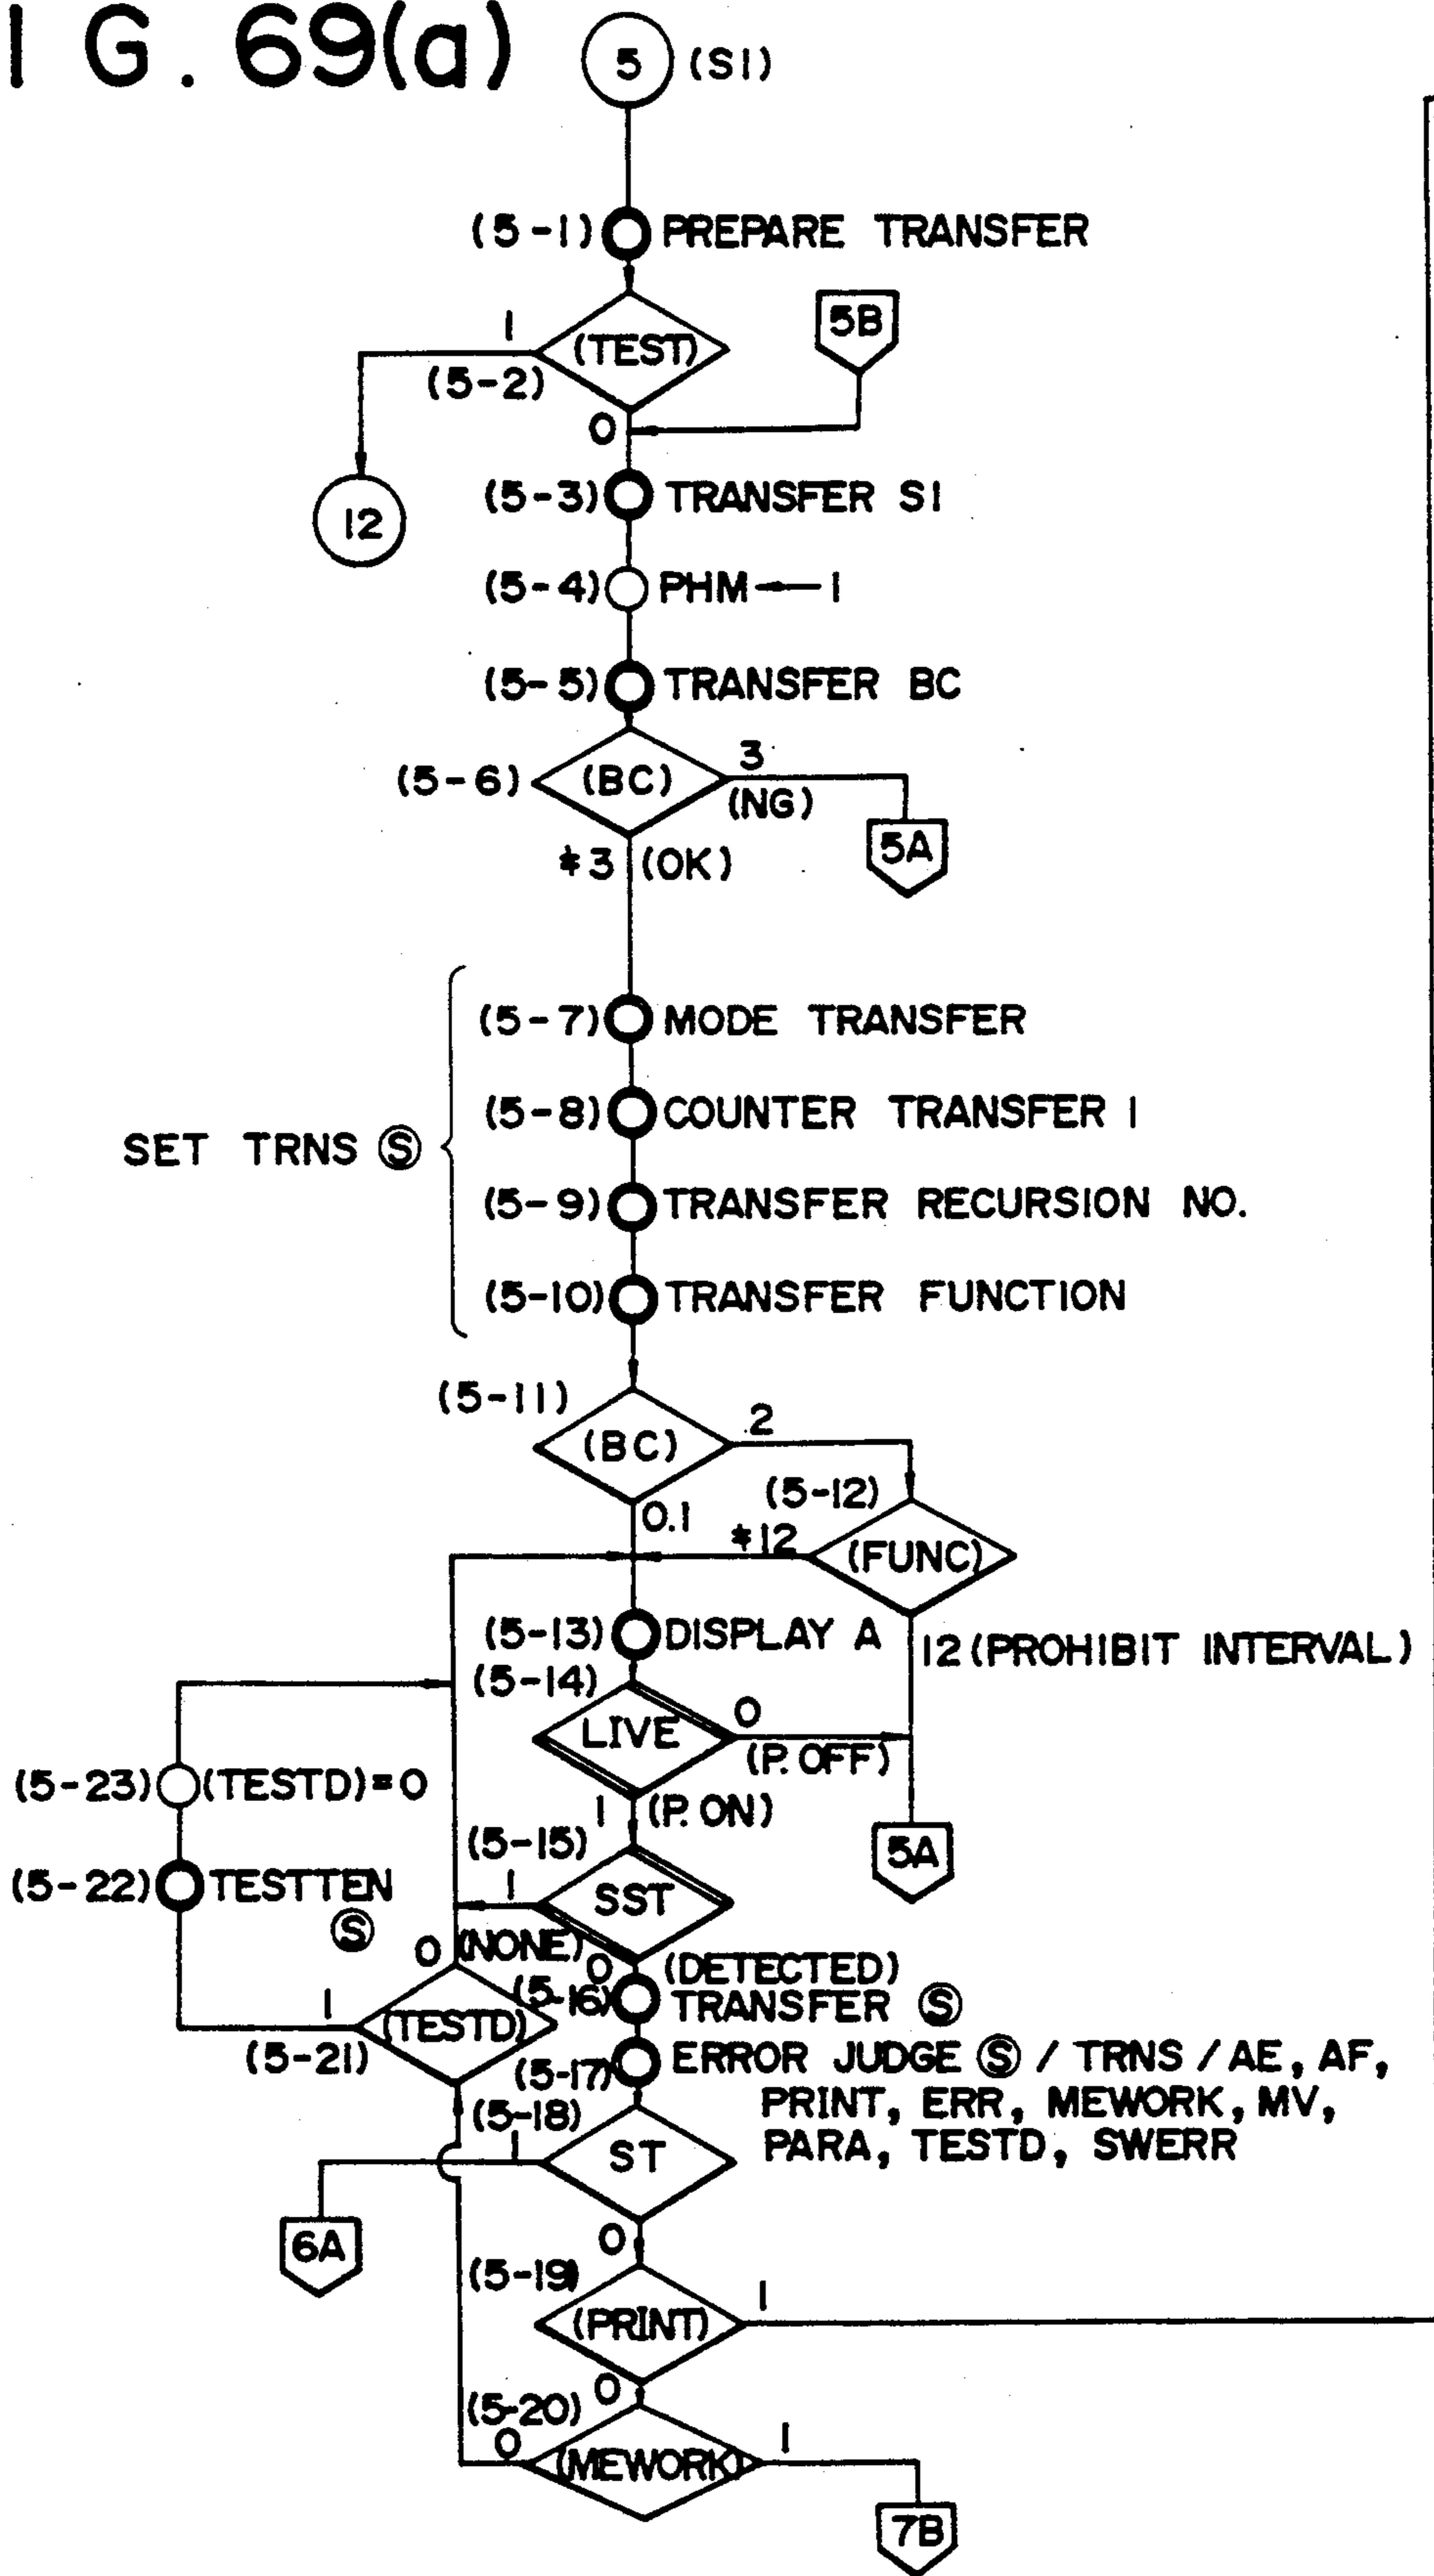 I G . 69(a)
5 (S1)
(5-1) PREPARE TRANSFER
1 (TEST) 5B
(5-2)
0
12
(5-3) TRANSFER S1
(5-4) PHM ← 1
(5-5) TRANSFER BC
(5-6) (BC) 3
(NG)
5A
*3 (OK)
(5-7) MODE TRANSFER
(5-8) COUNTER TRANSFER 1
SET TRNS Ⓢ
(5-9) TRANSFER RECURSION NO.
(5-10) TRANSFER FUNCTION
(5-11)
(BC) 2
(5-12)
0.1 *12 (FUNC)
(5-13) DISPLAY A 12 (PROHIBIT INTERVAL)
(5-14)
LIVE 0
(P. OFF)
(5-23) (TESTD)=0
1 (P. ON)
(5-15)
5A
(5-22) TESTTEN
Ⓢ
1 SST
0 (NONE) 0 (DETECTED)
(5-16) TRANSFER Ⓢ
1 (TESTD)
(5-21)
(5-17) ERROR JUDGE Ⓢ / TRNS / AE, AF,
PRINT, ERR, MEWORK, MV,
PARA, TESTD, SWERR
(5-18)
1 ST
6A
0
(5-19)
(PRINT) 1
0
(5-20)
0 (MEWORK) 1
7B